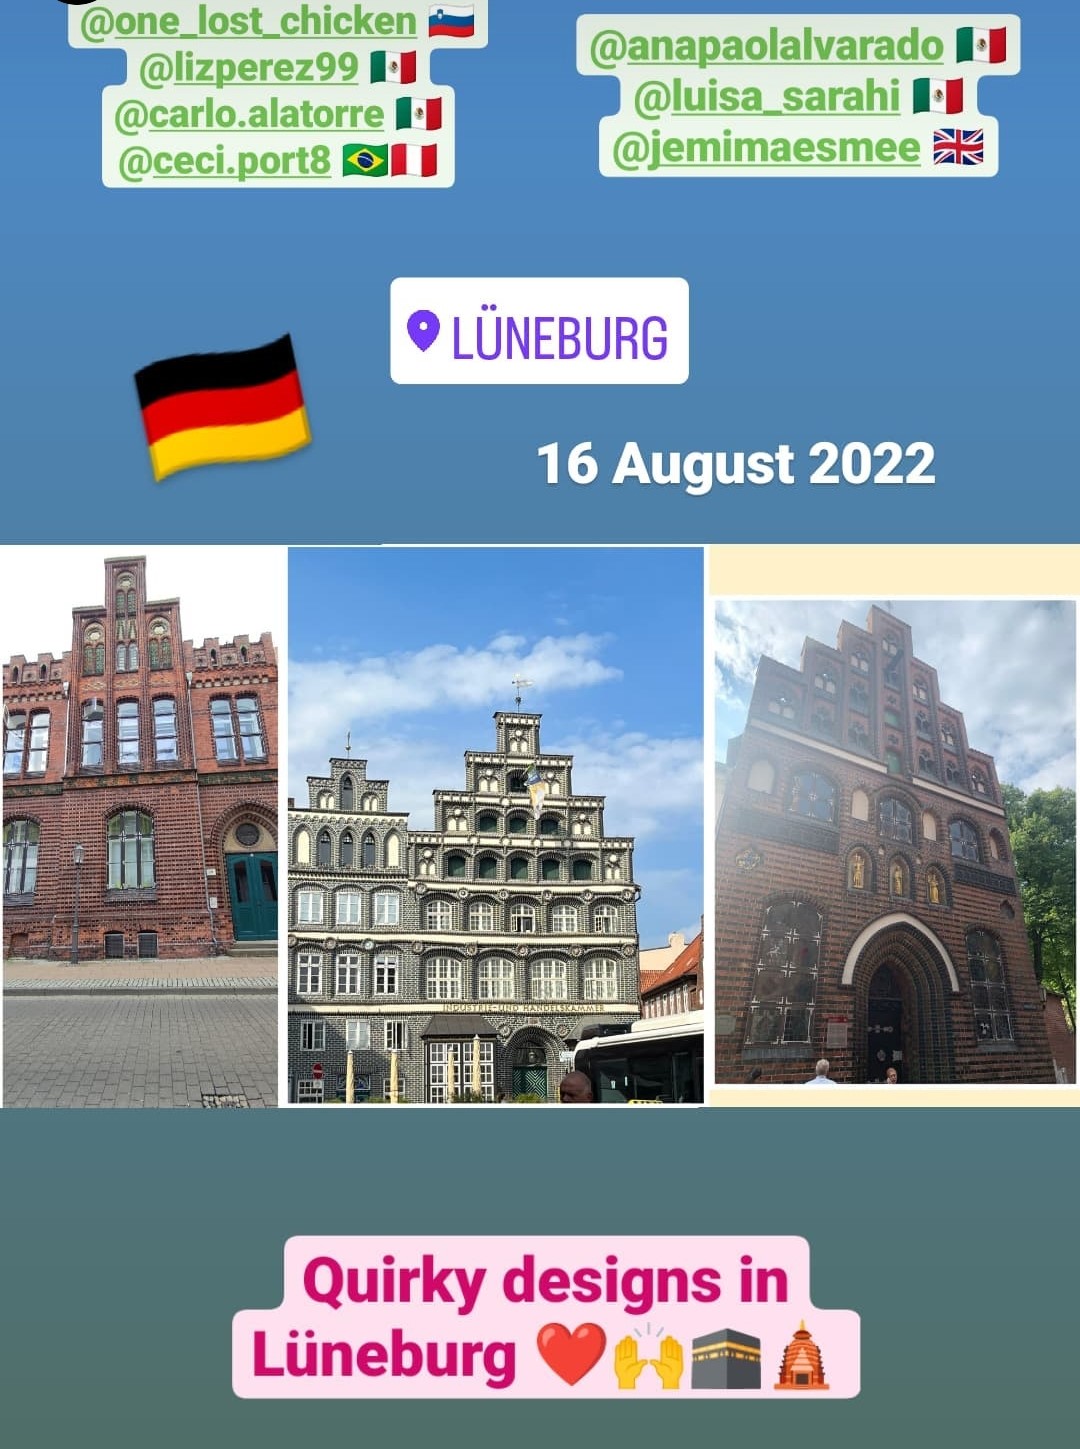 @one_lost_chicken 🇸🇮
@lizperez99 🇲🇽
@carlo.alatorre 🇲🇽
@ceci.port8 🇧🇷🇵🇪
@anapaolalvarado 🇲🇽
@luisa_sarahi 🇲🇽
@jemimaesmee 🇬🇧
LÜNEBURG
16 August 2022
INDUSTRIE- UND HANDELSKAMMER
Quirky designs in
Lüneburg ❤️🙌🕋🛕